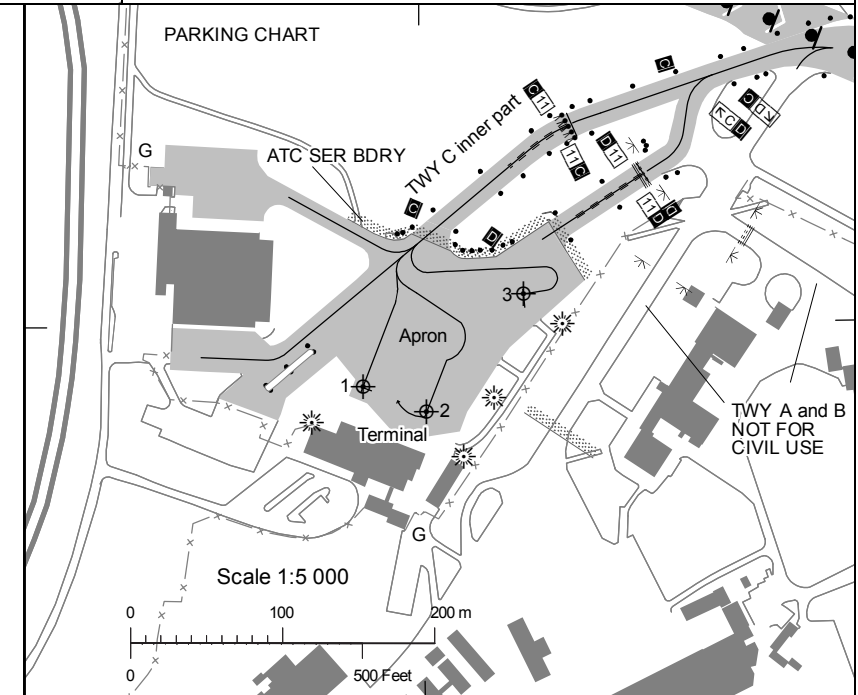 PARKING CHART
C
C 11
TWY C inner part
C D
C D
G
ATC SER BDRY
D 11
11 C
11 D
C
D
3
Apron
1
2
Terminal
TWY A and B
NOT FOR
CIVIL USE
G
Scale 1:5 000
0 100 200 m
0 500 Feet